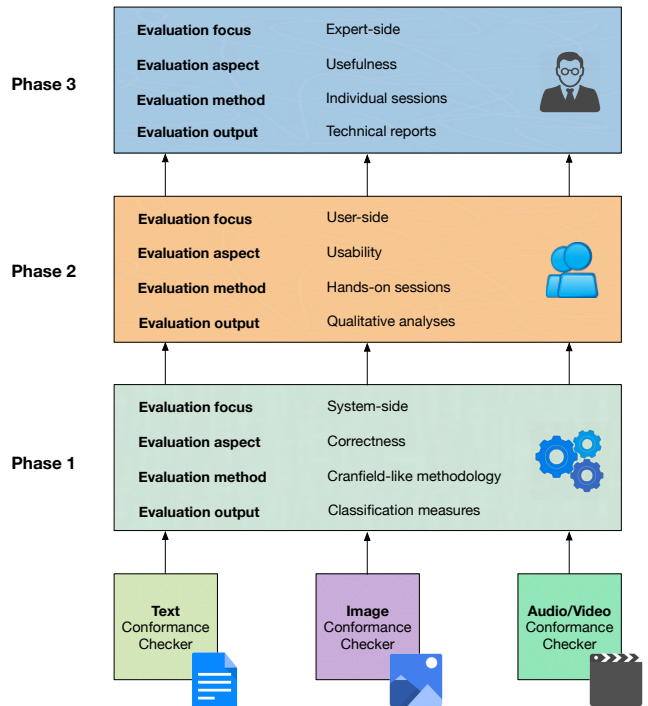 Phase 3
Evaluation focus Expert-side
Evaluation aspect Usefulness
Evaluation method Individual sessions
Evaluation output Technical reports
Phase 2
Evaluation focus User-side
Evaluation aspect Usability
Evaluation method Hands-on sessions
Evaluation output Qualitative analyses
Phase 1
Evaluation focus System-side
Evaluation aspect Correctness
Evaluation method Cranfield-like methodology
Evaluation output Classification measures
Text
Conformance
Checker
Image
Conformance
Checker
Audio/Video
Conformance
Checker